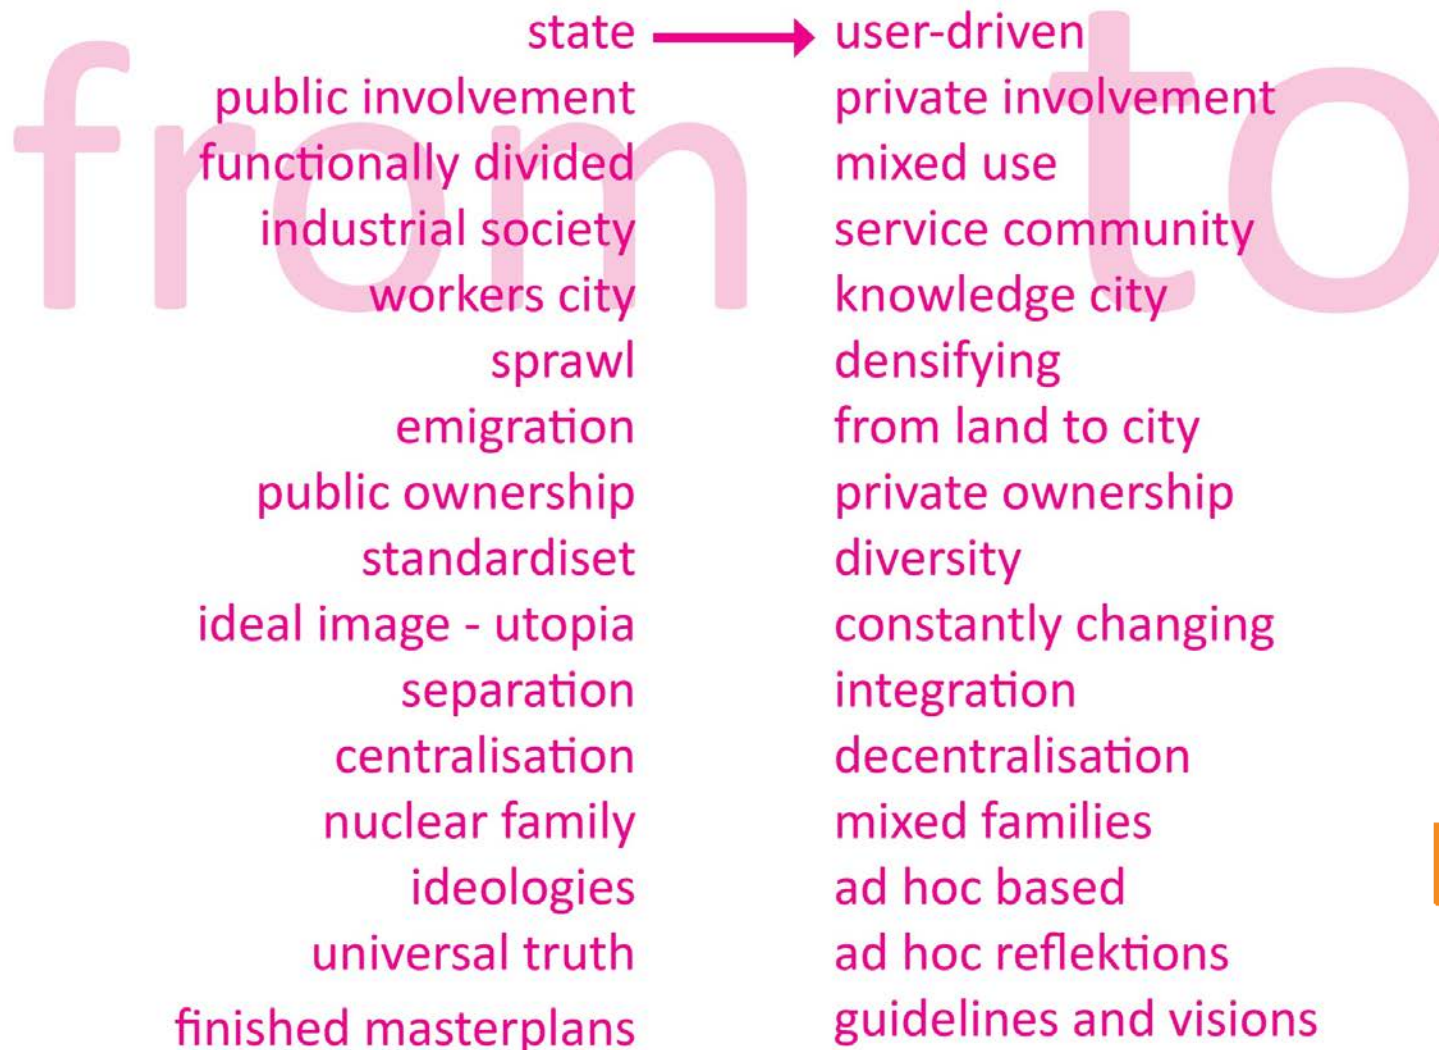 from to
state user-driven
public involvement private involvement
functionally divided mixed use
industrial society service community
workers city knowledge city
sprawl densifying
emigration from land to city
public ownership private ownership
standardiset diversity
ideal image - utopia constantly changing
separation integration
centralisation decentralisation
nuclear family mixed families
ideologies ad hoc based
universal truth ad hoc reflektions
finished masterplans guidelines and visions